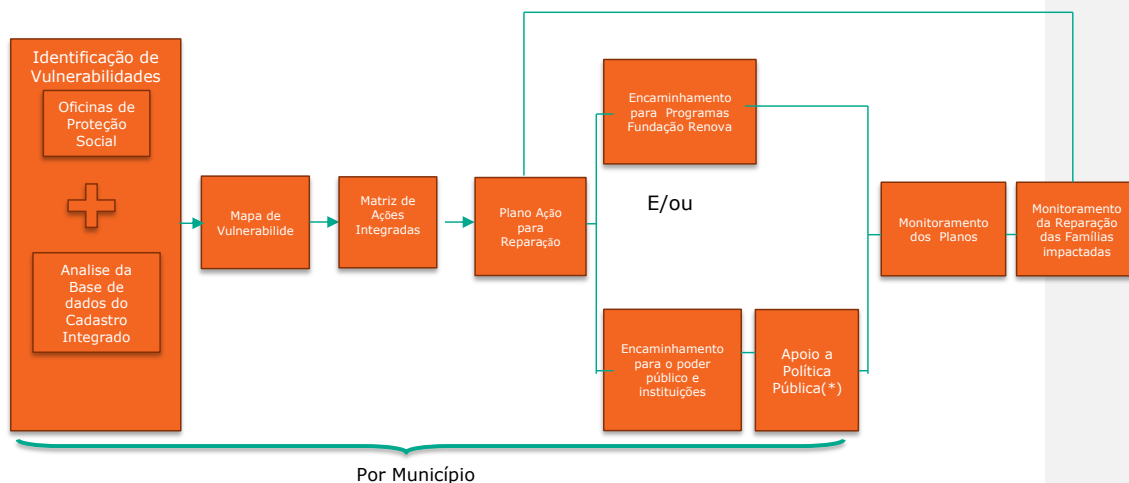 Identificação de
Vulnerabilidades
Oficinas de
Proteção
Social
Analise da
Base de
dados do
Cadastro
Integrado
Mapa de
Vulnerabilide
Matriz de
Ações
Integradas
Plano Ação
para
Reparação
Encaminhamento
para Programas
Fundação Renova
E/ou
Encaminhamento
para o poder
público e
instituições
Apoio a
Política
Pública(*)
Monitoramento
dos Planos
Monitoramento
da Reparação
das Famílias
impactadas
Por Município